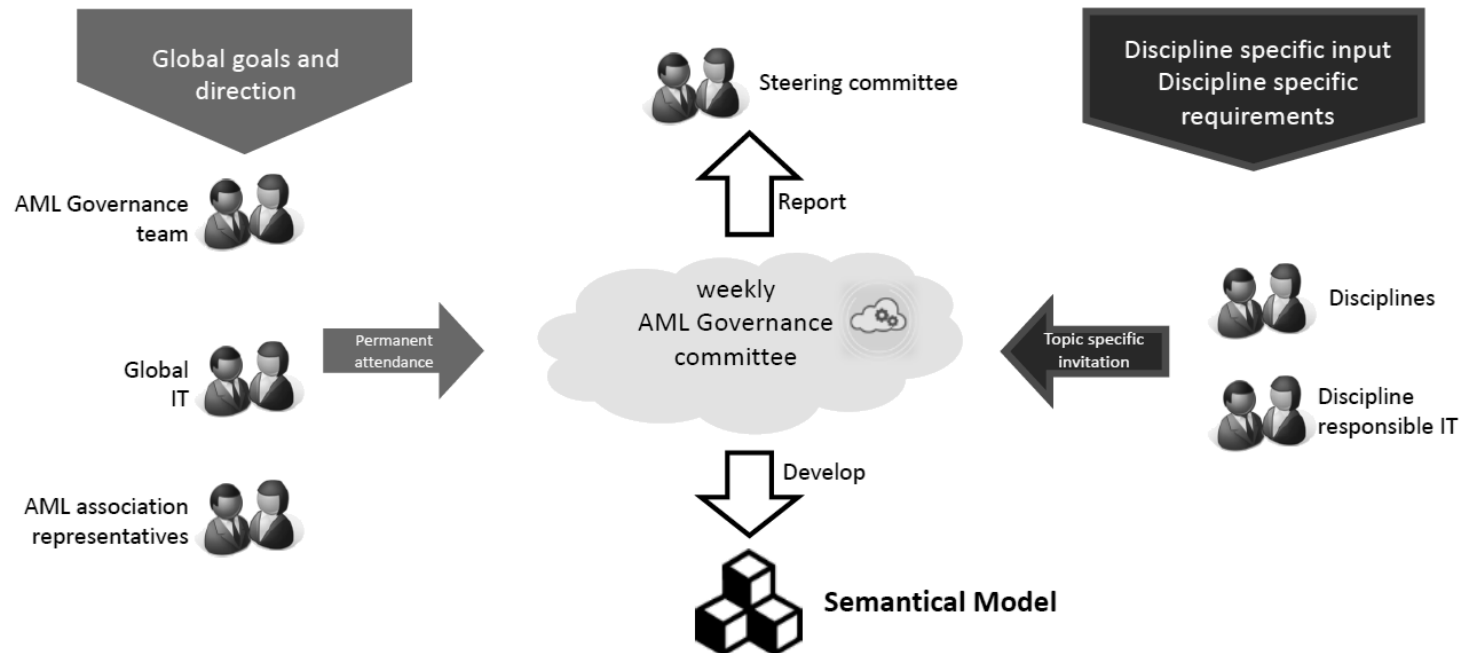 Global goals and
direction
AML Governance
team
Global
IT
AML association
representatives
Permanent
attendance
Steering committee
Report
weekly
AML Governance
committee
Develop
Semantical Model
Discipline specific input
Discipline specific
requirements
Topic specific
invitation
Disciplines
Discipline
responsible IT